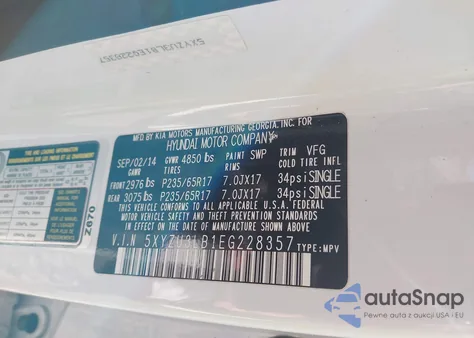 5XYZU3LB1EG228357
MFD BY KIA MOTORS MANUFACTURING GEORGIA, INC. FOR
HYUNDAI MOTOR COMPANY
SEP/02/14 GVWR 4850 lbs PAINT SWP TRIM VFG
GAWR COLD TIRE INFL
FRONT 2976 lbs P235/65R17 7.0JX17 34psi SINGLE
REAR 3075 lbs P235/65R17 7.0JX17 34psi SINGLE
THIS VEHICLE CONFORMS TO ALL APPLICABLE U.S.A. FEDERAL
MOTOR VEHICLE SAFETY AND THEFT PREVENTION STANDARDS
IN EFFECT ON THE DATE OF MANUFACTURE SHOWN ABOVE.
V.I.N 5XYZU3LB1EG228357 TYPE:MPV
Z670
autoSnap
Pewne auta z aukcji USA i EU